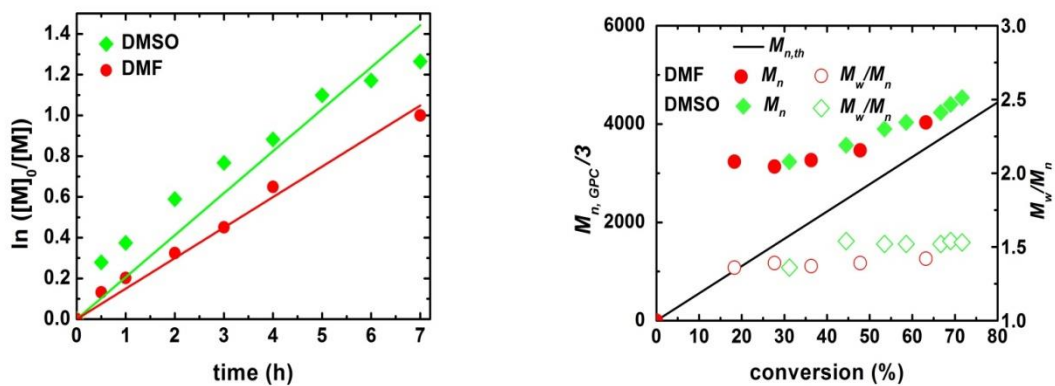 1.4
1.2
1.0
0.8
0.6
0.4
0.2
0.0
ln ([M]₀/[M])
DMSO
DMF
0 1 2 3 4 5 6 7
time (h)
6000
4000
2000
0
Mn, GPC/3
Mn,th
DMF Mn Mw/Mn
DMSO Mn Mw/Mn
3.0
2.5
2.0
1.5
1.0
Mw/Mn
0 10 20 30 40 50 60 70 80
conversion (%)